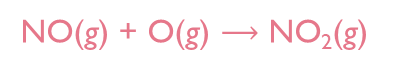 NO(g) + O(g) ⟶ NO₂(g)